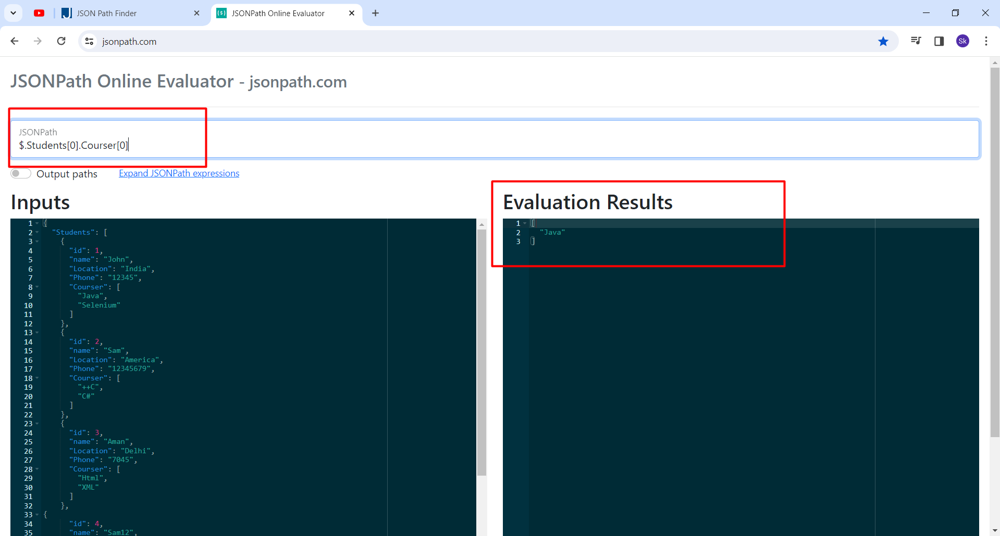 JSON Path Finder
{$}
JSONPath Online Evaluator
jsonpath.com
Sk
JSONPath Online Evaluator - jsonpath.com
JSONPath
$.Students[0].Courser[0]
Output paths
Expand JSONPath expressions
Inputs
1 {
2 "Students": [
3 {
4 "id": 1,
5 "name": "John",
6 "Location": "India",
7 "Phone": "12345",
8 "Courser": [
9 "Java",
10 "Selenium"
11 ]
12 },
13 {
14 "id": 2,
15 "name": "Sam",
16 "Location": "America",
17 "Phone": "12345679",
18 "Courser": [
19 "++C",
20 "C#"
21 ]
22 },
23 {
24 "id": 3,
25 "name": "Aman",
26 "Location": "Delhi",
27 "Phone": "7045",
28 "Courser": [
29 "Html",
30 "XML"
31 ]
32 },
33 {
34 "id": 4,
35 "name": "Sam12",
Evaluation Results
1 [
2 "Java"
3 ]